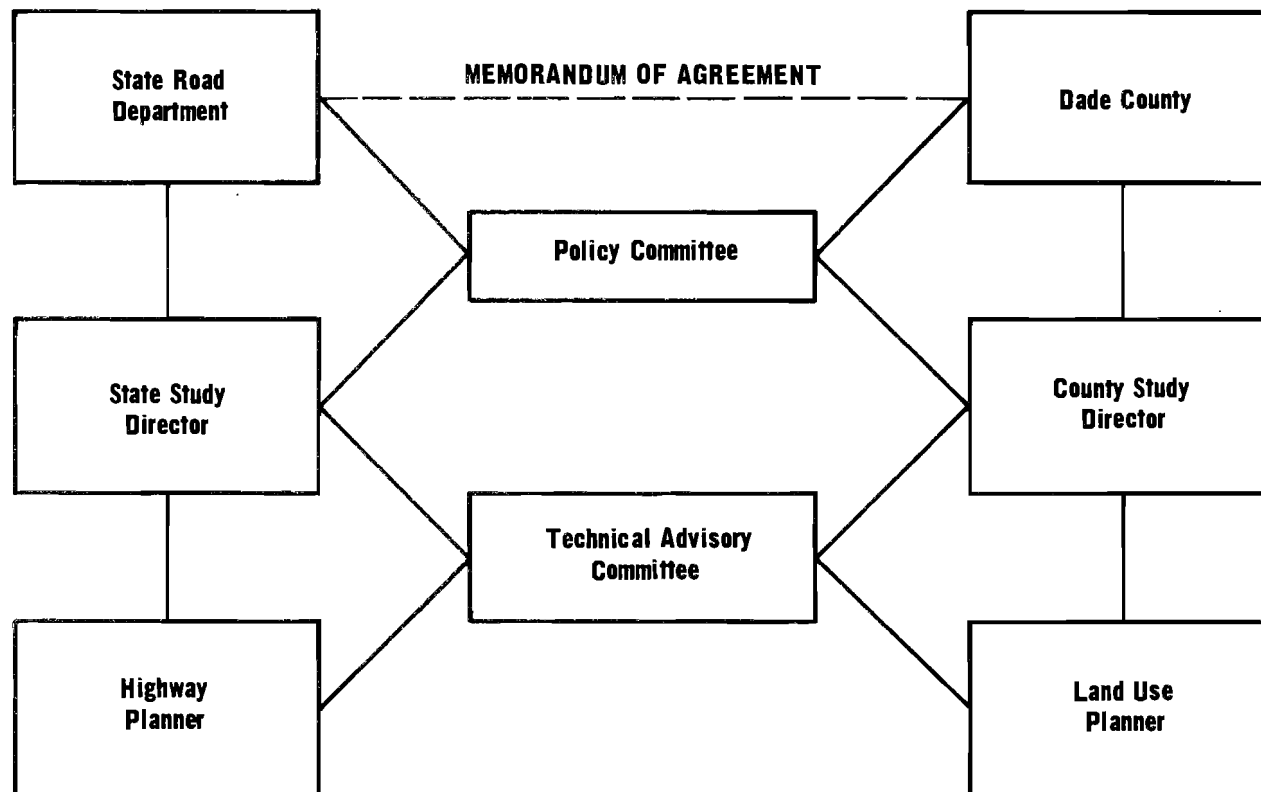 State Road
Department
MEMORANDUM OF AGREEMENT
Dade County
Policy Committee
State Study
Director
County Study
Director
Technical Advisory
Committee
Highway
Planner
Land Use
Planner